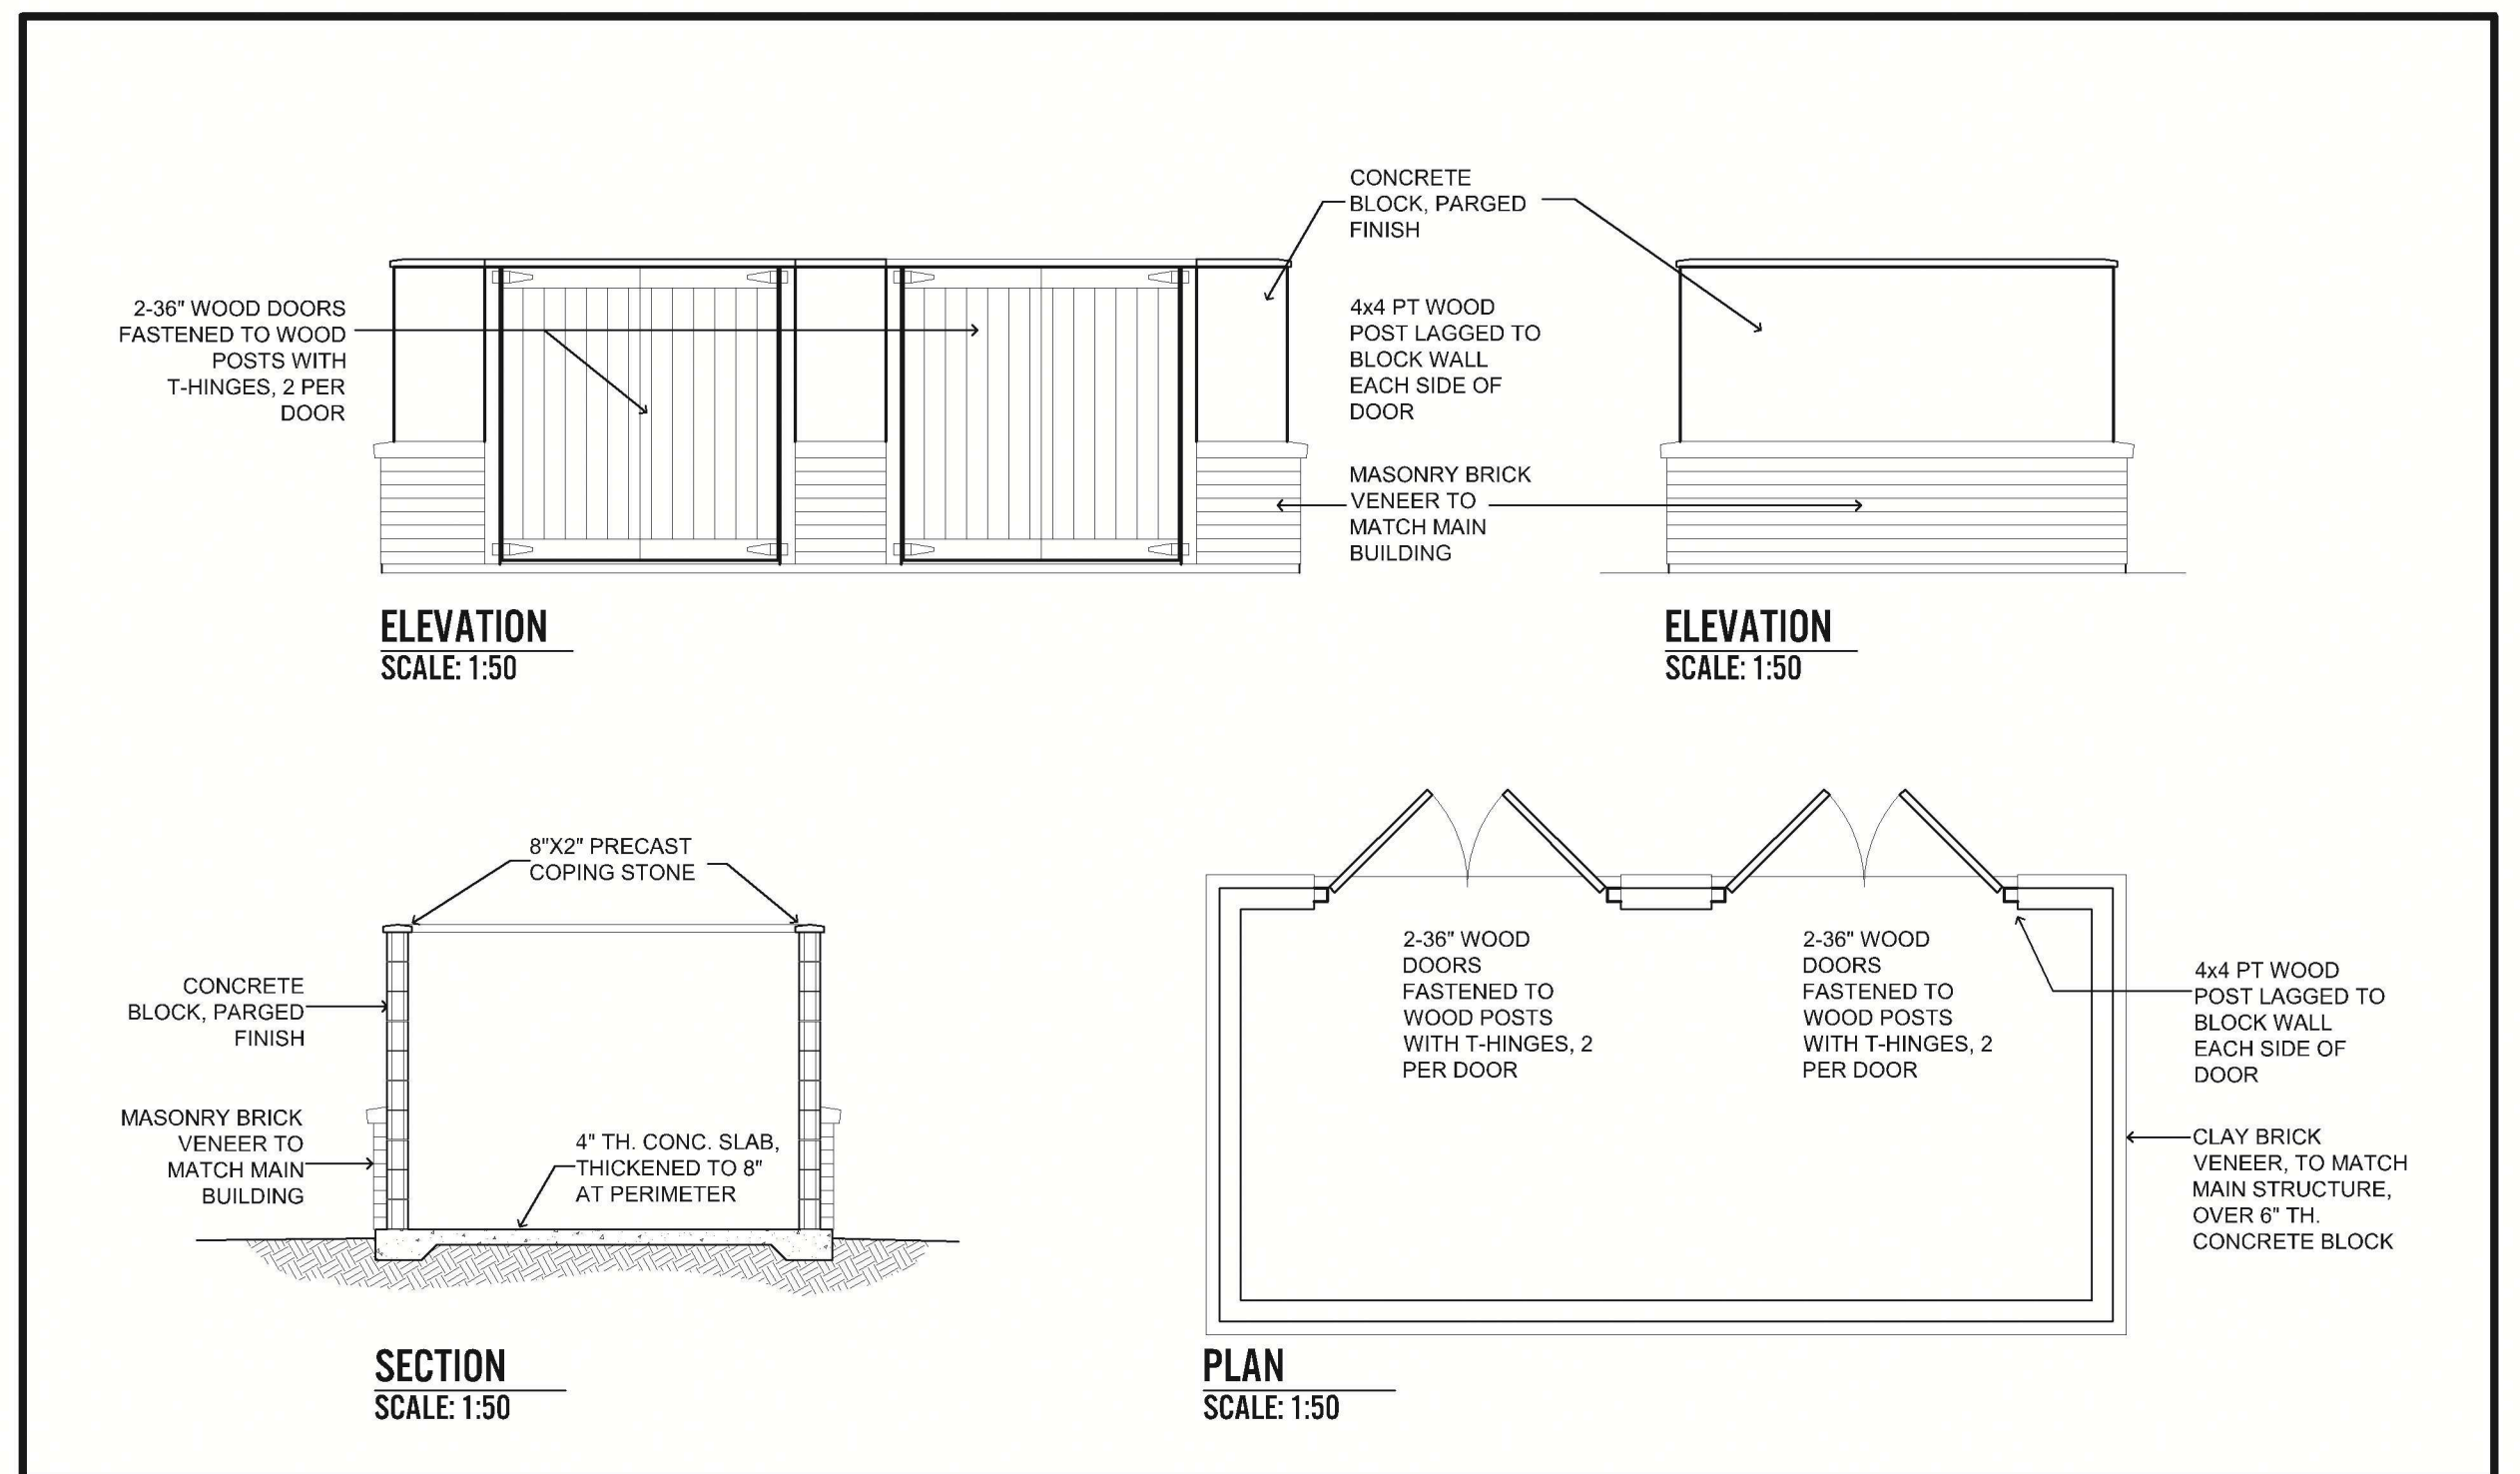 CONCRETE
BLOCK, PARGED
FINISH
2-36" WOOD DOORS
FASTENED TO WOOD
POSTS WITH
T-HINGES, 2 PER
DOOR
4x4 PT WOOD
POST LAGGED TO
BLOCK WALL
EACH SIDE OF
DOOR
MASONRY BRICK
VENEER TO
MATCH MAIN
BUILDING
ELEVATION
SCALE: 1:50
ELEVATION
SCALE: 1:50
8"X2" PRECAST
COPING STONE
CONCRETE
BLOCK, PARGED
FINISH
MASONRY BRICK
VENEER TO
MATCH MAIN
BUILDING
4" TH. CONC. SLAB,
THICKENED TO 8"
AT PERIMETER
SECTION
SCALE: 1:50
2-36" WOOD
DOORS
FASTENED TO
WOOD POSTS
WITH T-HINGES, 2
PER DOOR
2-36" WOOD
DOORS
FASTENED TO
WOOD POSTS
WITH T-HINGES, 2
PER DOOR
4x4 PT WOOD
POST LAGGED TO
BLOCK WALL
EACH SIDE OF
DOOR
CLAY BRICK
VENEER, TO MATCH
MAIN STRUCTURE,
OVER 6" TH.
CONCRETE BLOCK
PLAN
SCALE: 1:50